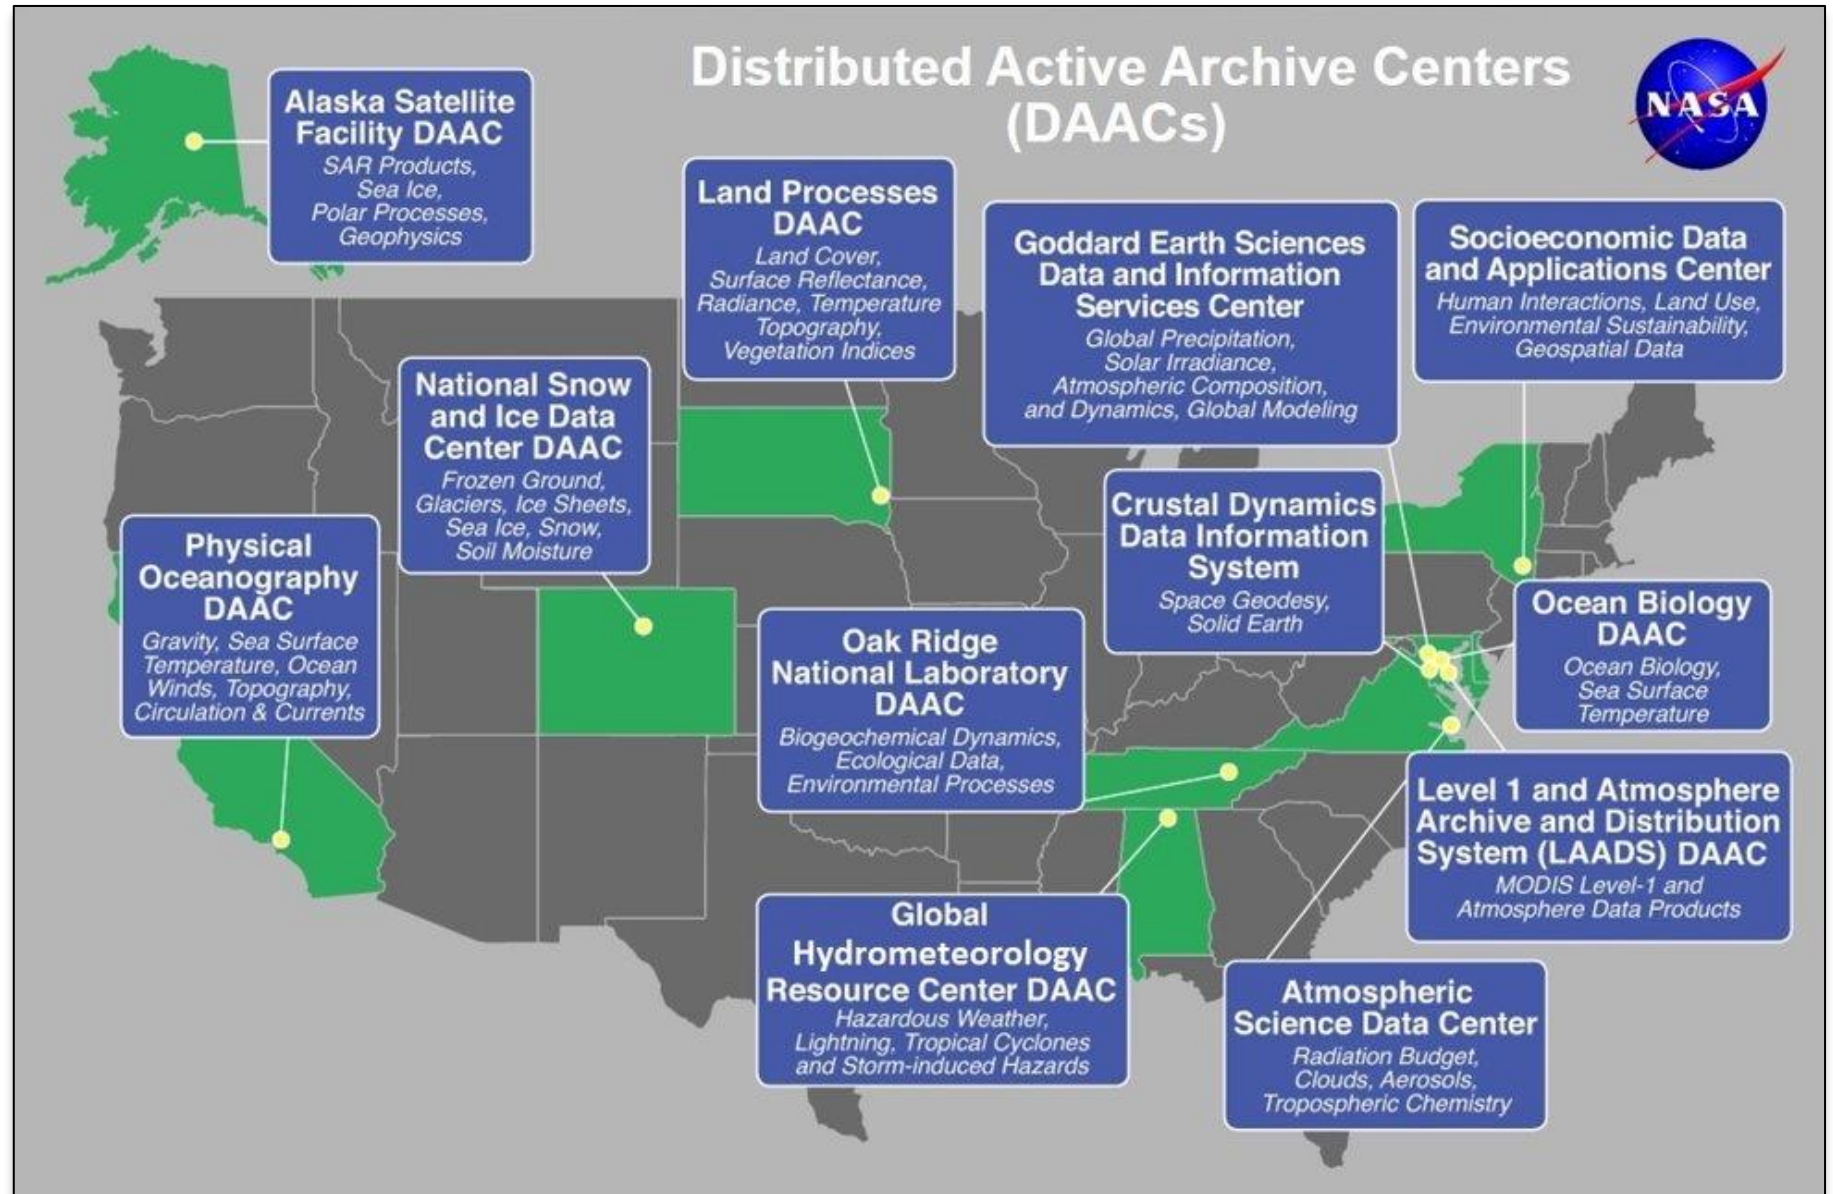 Distributed Active Archive Centers
(DAACs)
NASA
Alaska Satellite
Facility DAAC
SAR Products,
Sea Ice,
Polar Processes,
Geophysics
Land Processes
DAAC
Land Cover,
Surface Reflectance,
Radiance, Temperature
Topography,
Vegetation Indices
Goddard Earth Sciences
Data and Information
Services Center
Global Precipitation,
Solar Irradiance,
Atmospheric Composition,
and Dynamics, Global Modeling
Socioeconomic Data
and Applications Center
Human Interactions, Land Use,
Environmental Sustainability,
Geospatial Data
National Snow
and Ice Data
Center DAAC
Frozen Ground,
Glaciers, Ice Sheets,
Sea Ice, Snow,
Soil Moisture
Crustal Dynamics
Data Information
System
Space Geodesy,
Solid Earth
Physical
Oceanography
DAAC
Gravity, Sea Surface
Temperature, Ocean
Winds, Topography,
Circulation & Currents
Oak Ridge
National Laboratory
DAAC
Biogeochemical Dynamics,
Ecological Data,
Environmental Processes
Ocean Biology
DAAC
Ocean Biology,
Sea Surface
Temperature
Level 1 and Atmosphere
Archive and Distribution
System (LAADS) DAAC
MODIS Level-1 and
Atmosphere Data Products
Global
Hydrometeorology
Resource Center DAAC
Hazardous Weather,
Lightning, Tropical Cyclones
and Storm-induced Hazards
Atmospheric
Science Data Center
Radiation Budget,
Clouds, Aerosols,
Tropospheric Chemistry